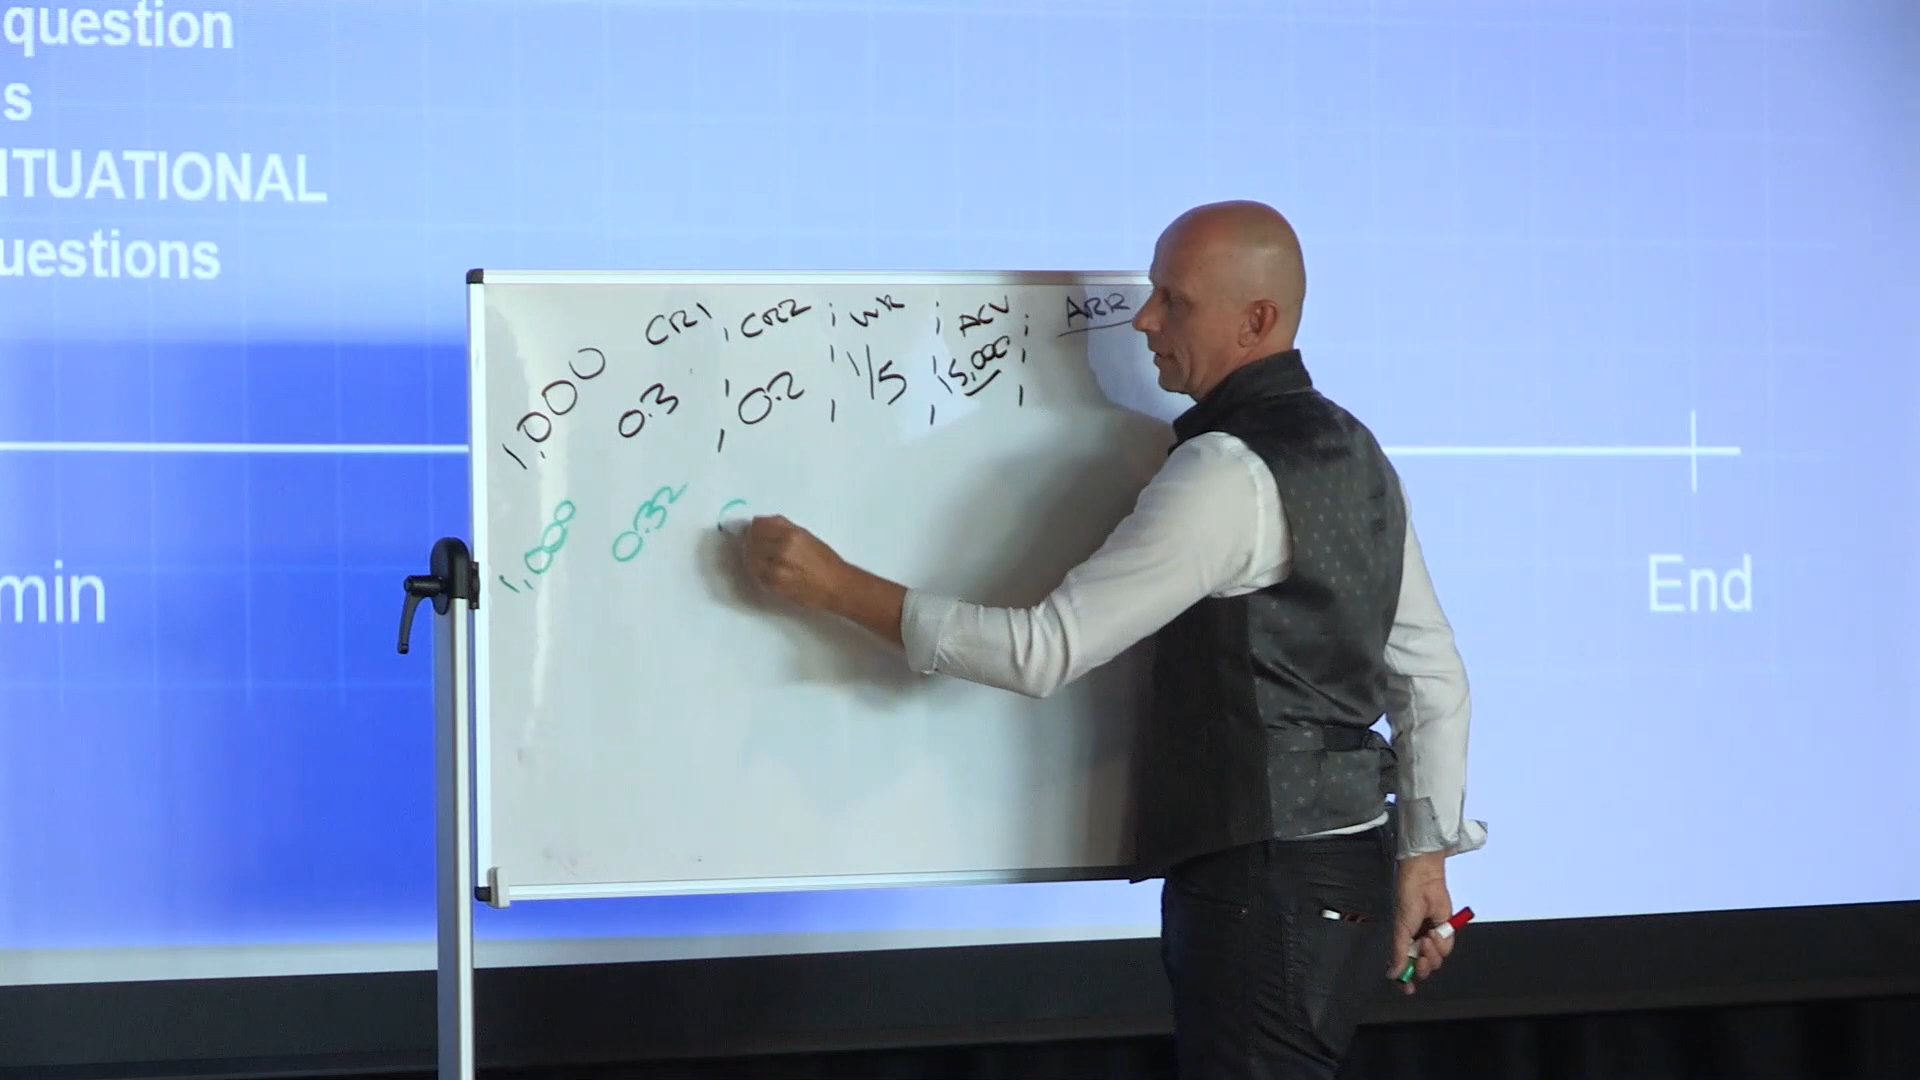 question
s
ITUATIONAL
uestions
min
End
CR1 CR2 WR ACV ARR
1,000 0.3 0.2 1/5 15,000
1,000 0.32